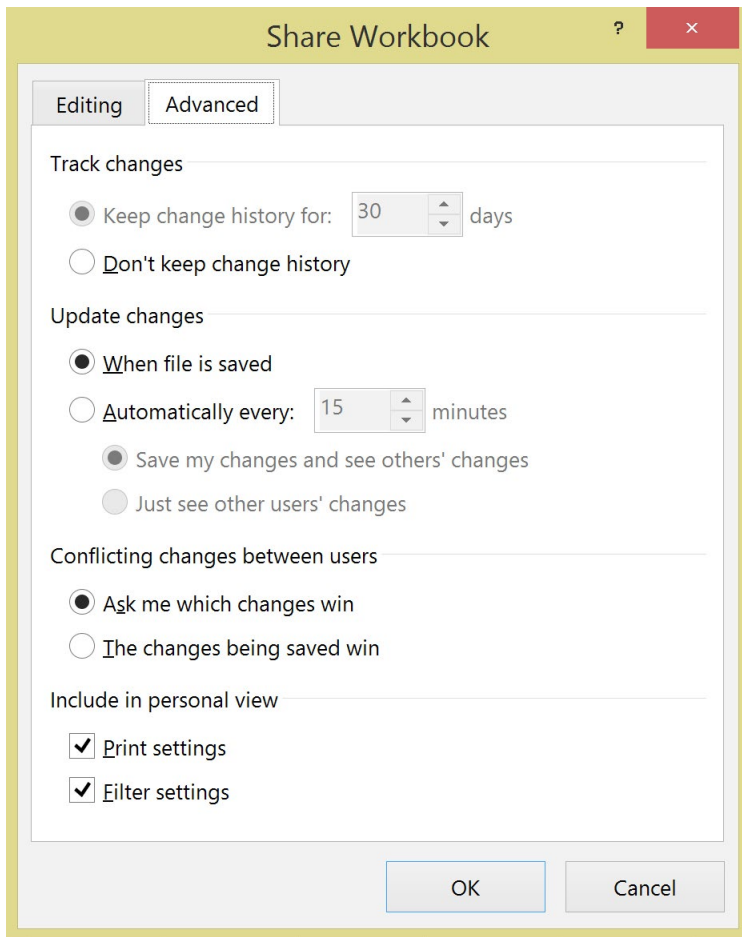 Share Workbook ?
Editing Advanced
Track changes
Keep change history for: 30 days
Don't keep change history
Update changes
When file is saved
Automatically every: 15 minutes
Save my changes and see others' changes
Just see other users' changes
Conflicting changes between users
Ask me which changes win
The changes being saved win
Include in personal view
Print settings
Filter settings
OK Cancel